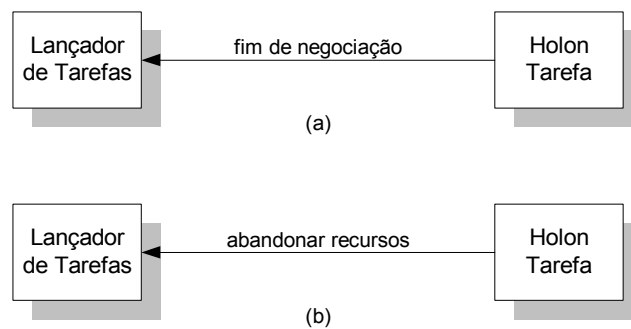 Lançador
de Tarefas
fim de negociação
Holon
Tarefa
(a)
Lançador
de Tarefas
abandonar recursos
Holon
Tarefa
(b)